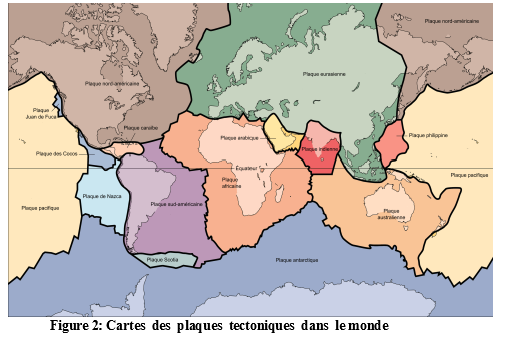 Plaque nord-américaine
Plaque nord-américaine
Plaque eurasienne
Plaque
Juan de Fuca
Plaque caraïbe
Plaque arabique
Plaque philippine
Plaque des Cocos
Plaque indienne
Equateur
Plaque
africaine
Plaque pacifique
Plaque de Nazca
Plaque sud-américaine
Plaque pacifique
Plaque
australienne
Plaque Scotia
Plaque antarctique
Figure 2: Cartes des plaques tectoniques dans le monde